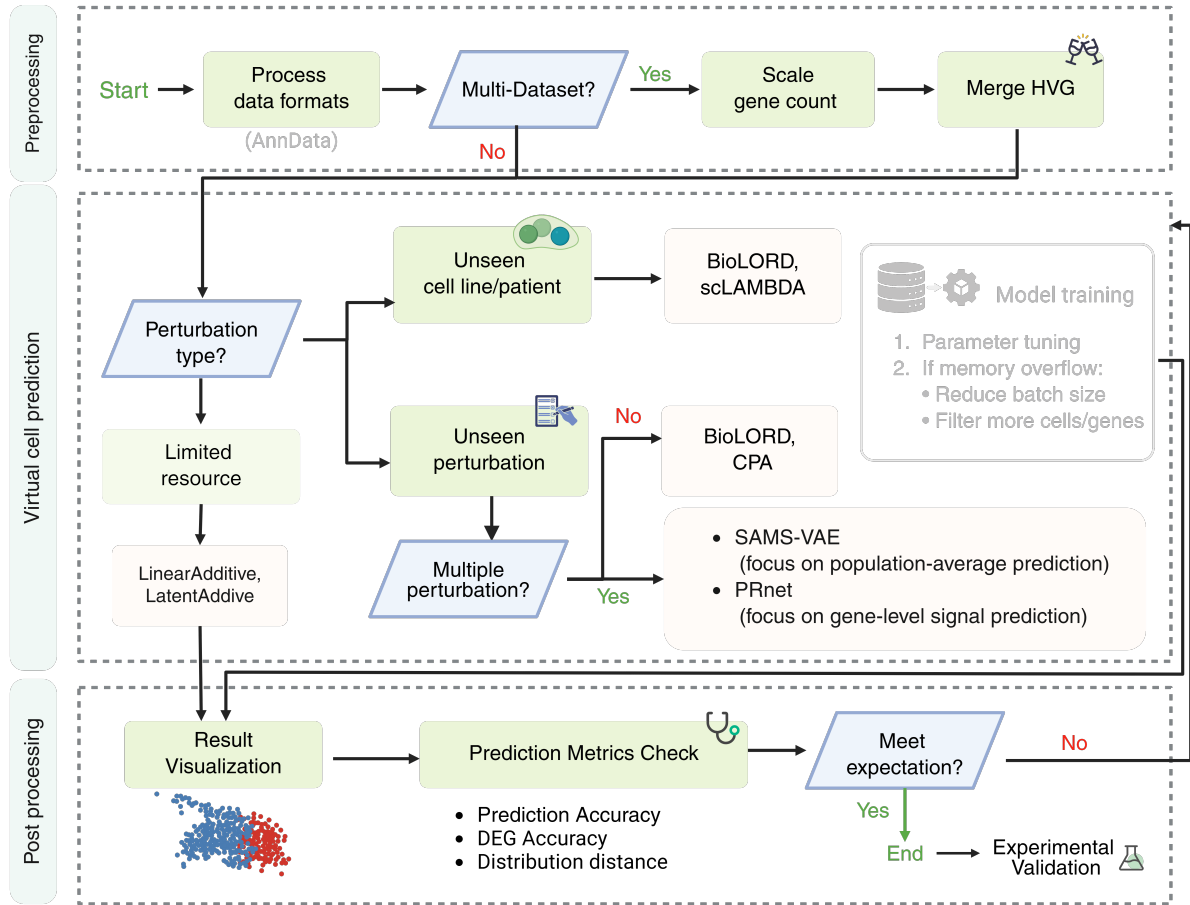 Preprocessing
Start
Process
data formats
(AnnData)
Multi-Dataset?
Yes
No
Scale
gene count
Merge HVG
Virtual cell prediction
Perturbation
type?
Limited
resource
LinearAdditive,
LatentAddive
Unseen
cell line/patient
BioLORD,
scLAMBDA
Unseen
perturbation
No
BioLORD,
CPA
Multiple
perturbation?
Yes
• SAMS-VAE
(focus on population-average prediction)
• PRnet
(focus on gene-level signal prediction)
Model training
1. Parameter tuning
2. If memory overflow:
• Reduce batch size
• Filter more cells/genes
Post processing
Result
Visualization
Prediction Metrics Check
• Prediction Accuracy
• DEG Accuracy
• Distribution distance
Meet
expectation?
No
Yes
End
Experimental
Validation